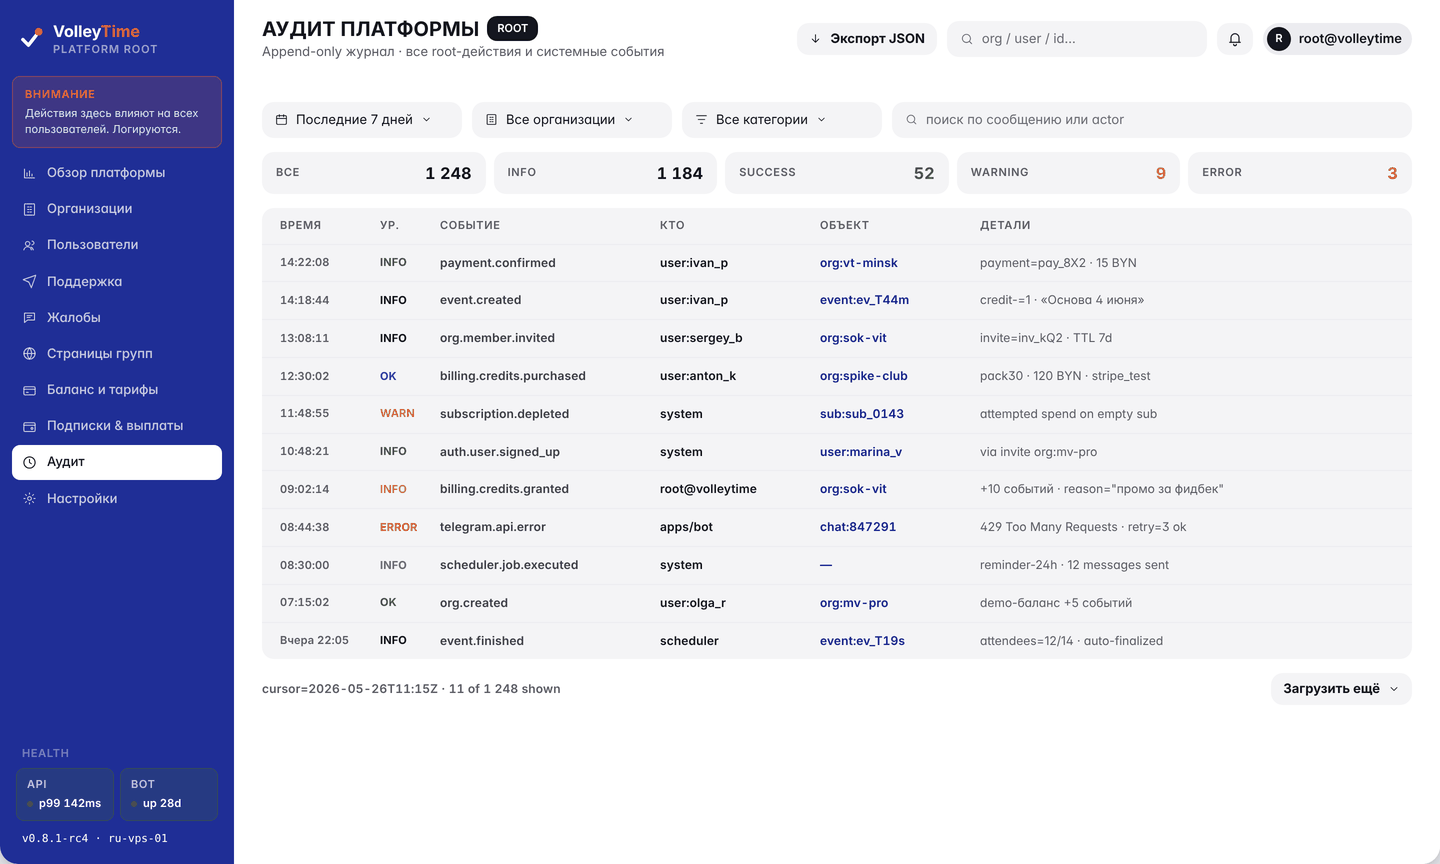 VolleyTime
PLATFORM ROOT
ВНИМАНИЕ
Действия здесь влияют на всех
пользователей. Логируются.
Обзор платформы
Организации
Пользователи
Поддержка
Жалобы
Страницы групп
Баланс и тарифы
Подписки & выплаты
Аудит
Настройки
HEALTH
API
p99 142ms
BOT
up 28d
v0.8.1-rc4 · ru-vps-01
АУДИТ ПЛАТФОРМЫ ROOT
Append-only журнал · все root-действия и системные события
Экспорт JSON
org / user / id...
R root@volleytime
Последние 7 дней
Все организации
Все категории
поиск по сообщению или actor
ВСЕ 1 248
INFO 1 184
SUCCESS 52
WARNING 9
ERROR 3
ВРЕМЯ УР. СОБЫТИЕ КТО ОБЪЕКТ ДЕТАЛИ
14:22:08 INFO payment.confirmed user:ivan_p org:vt-minsk payment=pay_8X2 · 15 BYN
14:18:44 INFO event.created user:ivan_p event:ev_T44m credit-=1 · «Основа 4 июня»
13:08:11 INFO org.member.invited user:sergey_b org:sok-vit invite=inv_kQ2 · TTL 7d
12:30:02 OK billing.credits.purchased user:anton_k org:spike-club pack30 · 120 BYN · stripe_test
11:48:55 WARN subscription.depleted system sub:sub_0143 attempted spend on empty sub
10:48:21 INFO auth.user.signed_up system user:marina_v via invite org:mv-pro
09:02:14 INFO billing.credits.granted root@volleytime org:sok-vit +10 событий · reason="промо за фидбек"
08:44:38 ERROR telegram.api.error apps/bot chat:847291 429 Too Many Requests · retry=3 ok
08:30:00 INFO scheduler.job.executed system — reminder-24h · 12 messages sent
07:15:02 OK org.created user:olga_r org:mv-pro demo-баланс +5 событий
Вчера 22:05 INFO event.finished scheduler event:ev_T19s attendees=12/14 · auto-finalized
cursor=2026-05-26T11:15Z · 11 of 1 248 shown
Загрузить ещё